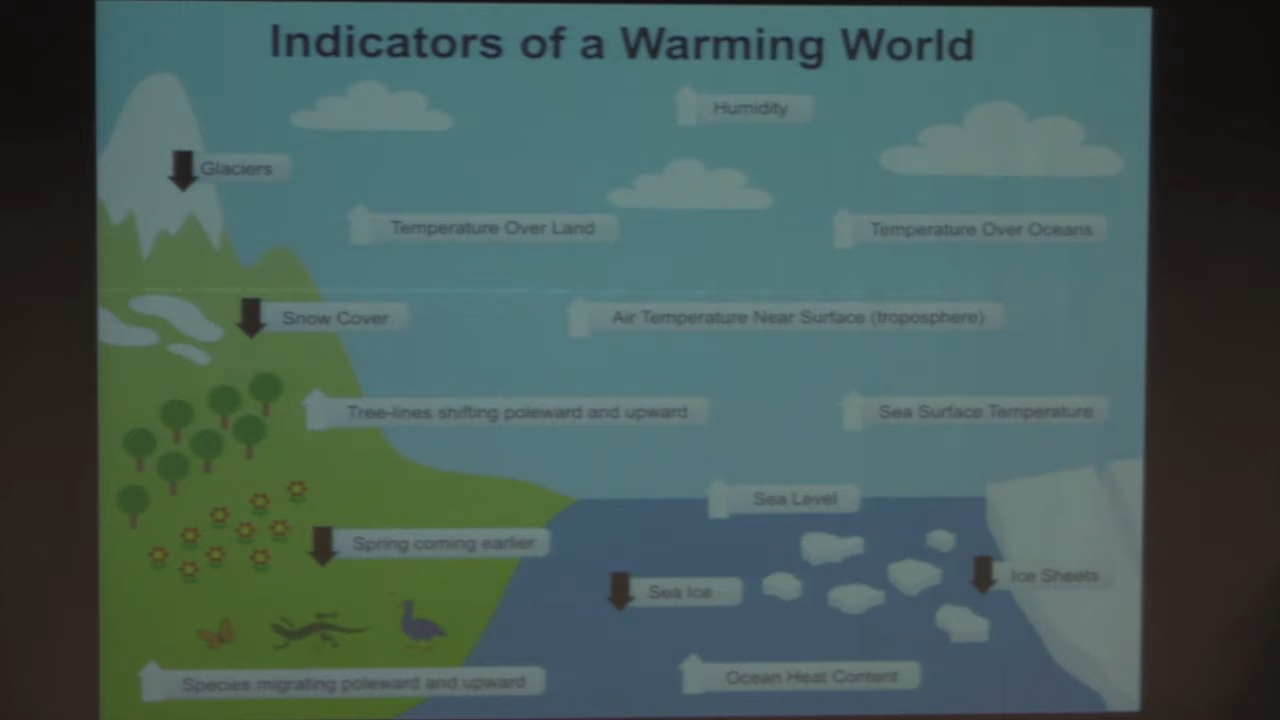 Indicators of a Warming World
Humidity
Glaciers
Temperature Over Land
Temperature Over Oceans
Snow Cover
Air Temperature Near Surface (troposphere)
Tree-lines shifting poleward and upward
Sea Surface Temperature
Sea Level
Spring coming earlier
Ice Sheets
Sea Ice
Species migrating poleward and upward
Ocean Heat Content